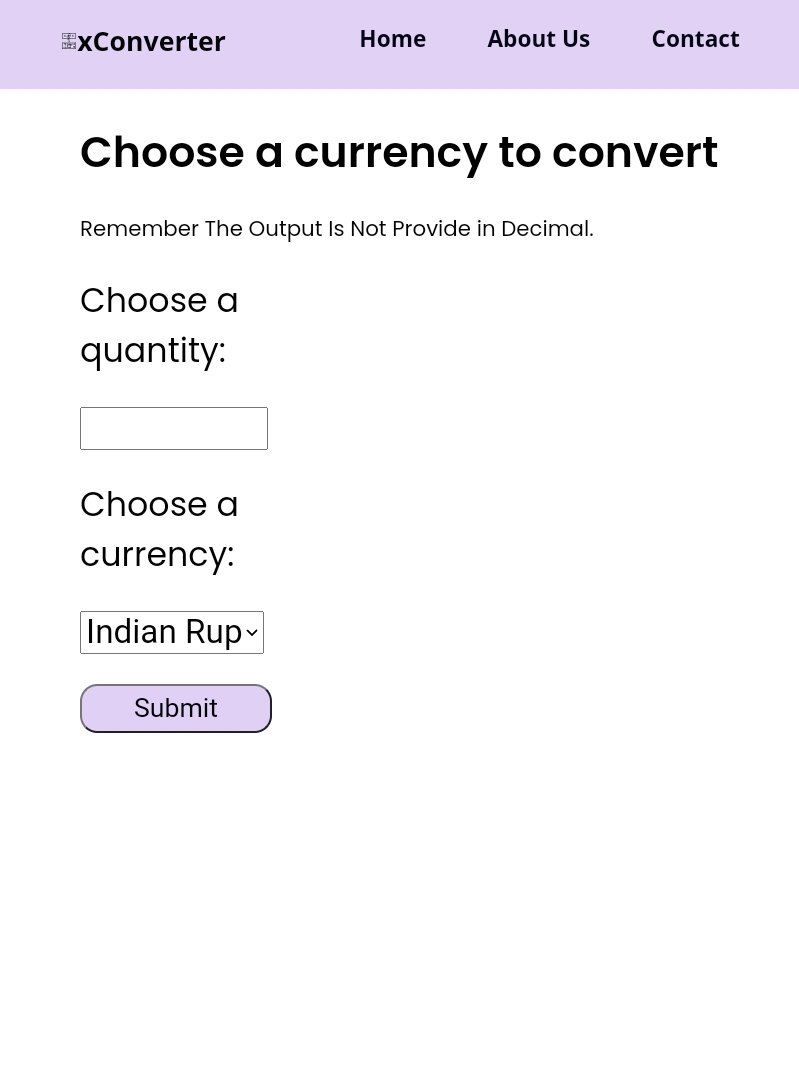 xConverter
Home
About Us
Contact
Choose a currency to convert
Remember The Output Is Not Provide in Decimal.
Choose a
quantity:
Choose a
currency:
Indian Rup
Submit